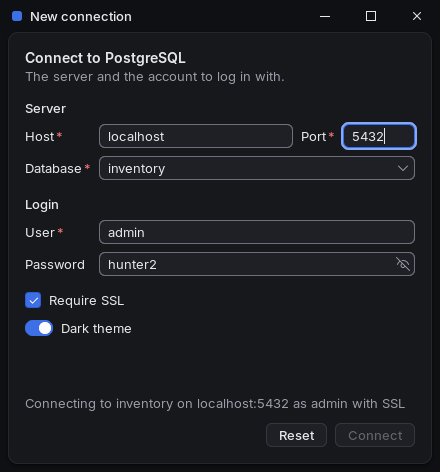 New connection
Connect to PostgreSQL
The server and the account to log in with.
Server
Host* localhost Port* 5432
Database* inventory
Login
User* admin
Password hunter2
Require SSL
Dark theme
Connecting to inventory on localhost:5432 as admin with SSL
Reset Connect